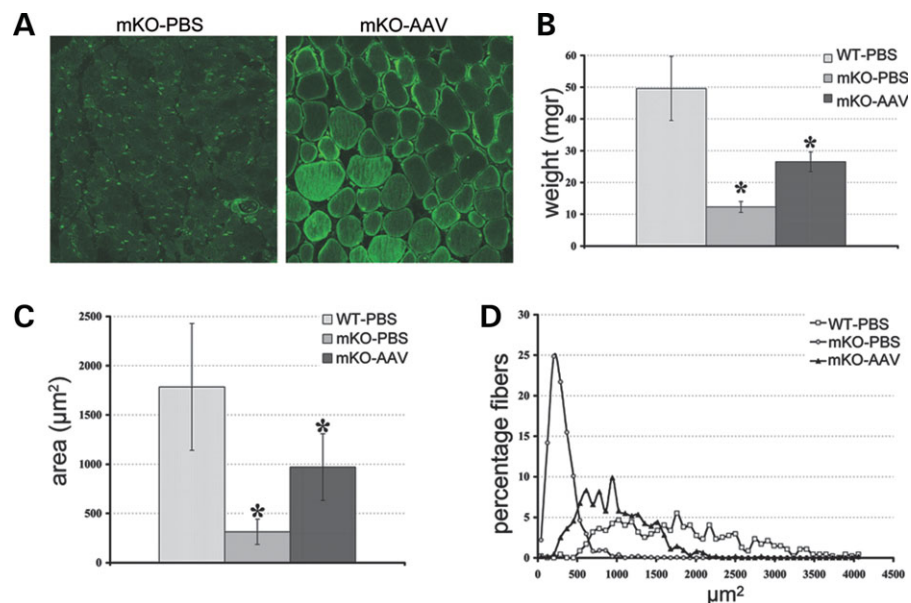 A
mKO-PBS
mKO-AAV
B
weight (mgr)
60
50
40
30
20
10
0
WT-PBS
mKO-PBS
mKO-AAV
*
*
C
area (µm²)
2500
2000
1500
1000
500
0
WT-PBS
mKO-PBS
mKO-AAV
*
*
D
percentage fibers
30
25
20
15
10
5
0
WT-PBS
mKO-PBS
mKO-AAV
0 500 1000 1500 2000 2500 3000 3500 4000 4500
µm²